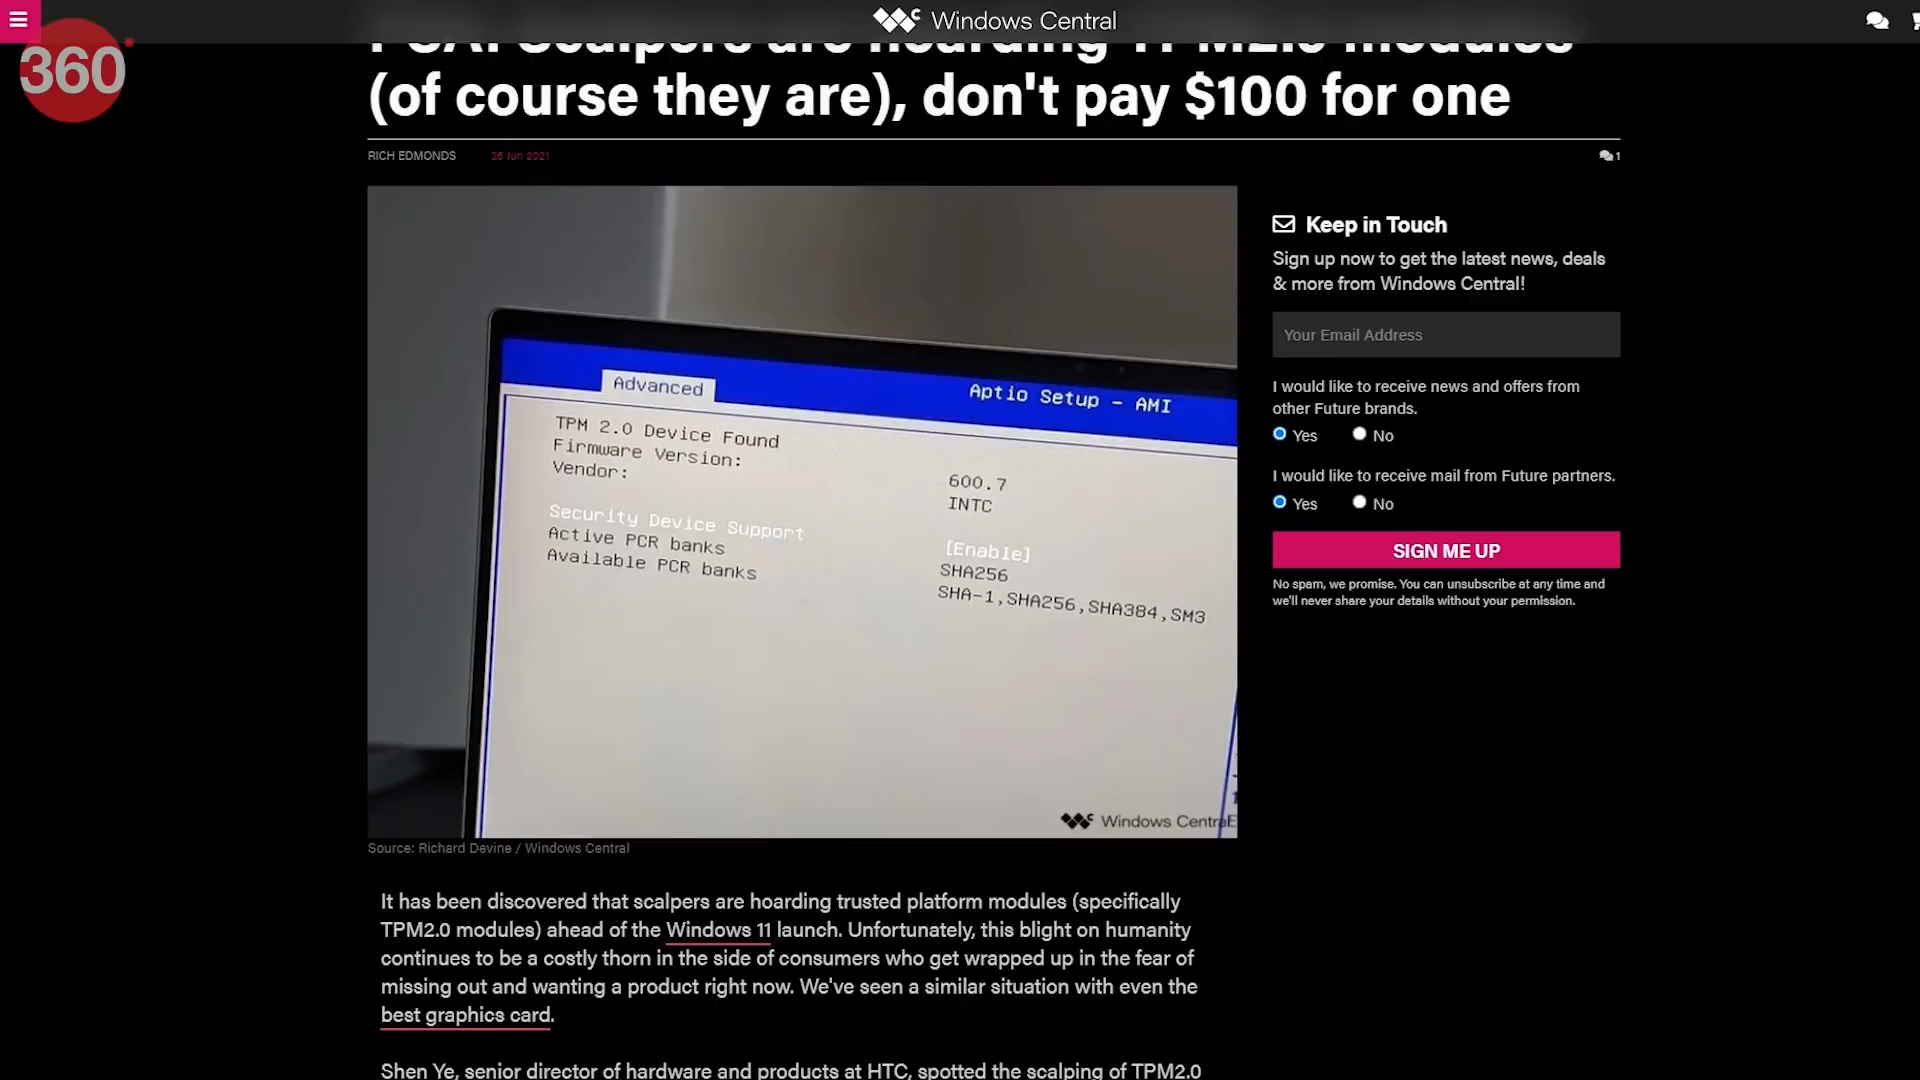 Windows Central
360
Scalpers are hoarding
modules
(of course they are), don't pay $100 for one
RICH EDMONDS
26 Jun 2021
1
Keep in Touch
Sign up now to get the latest news, deals
& more from Windows Central!
Your Email Address
I would like to receive news and offers from
other Future brands.
Yes
No
I would like to receive mail from Future partners.
Yes
No
SIGN ME UP
No spam, we promise. You can unsubscribe at any time and
we'll never share your details without your permission.
Advanced
Aptio Setup - AMI
TPM 2.0 Device Found
Firmware Version: 600.7
Vendor: INTC
Security Device Support [Enable]
Active PCR banks SHA256
Available PCR banks SHA-1,SHA256,SHA384,SM3
Windows Central
Source: Richard Devine / Windows Central
It has been discovered that scalpers are hoarding trusted platform modules (specifically
TPM2.0 modules) ahead of the Windows 11 launch. Unfortunately, this blight on humanity
continues to be a costly thorn in the side of consumers who get wrapped up in the fear of
missing out and wanting a product right now. We've seen a similar situation with even the
best graphics card.
Shen Ye, senior director of hardware and products at HTC, spotted the scalping of TPM2.0